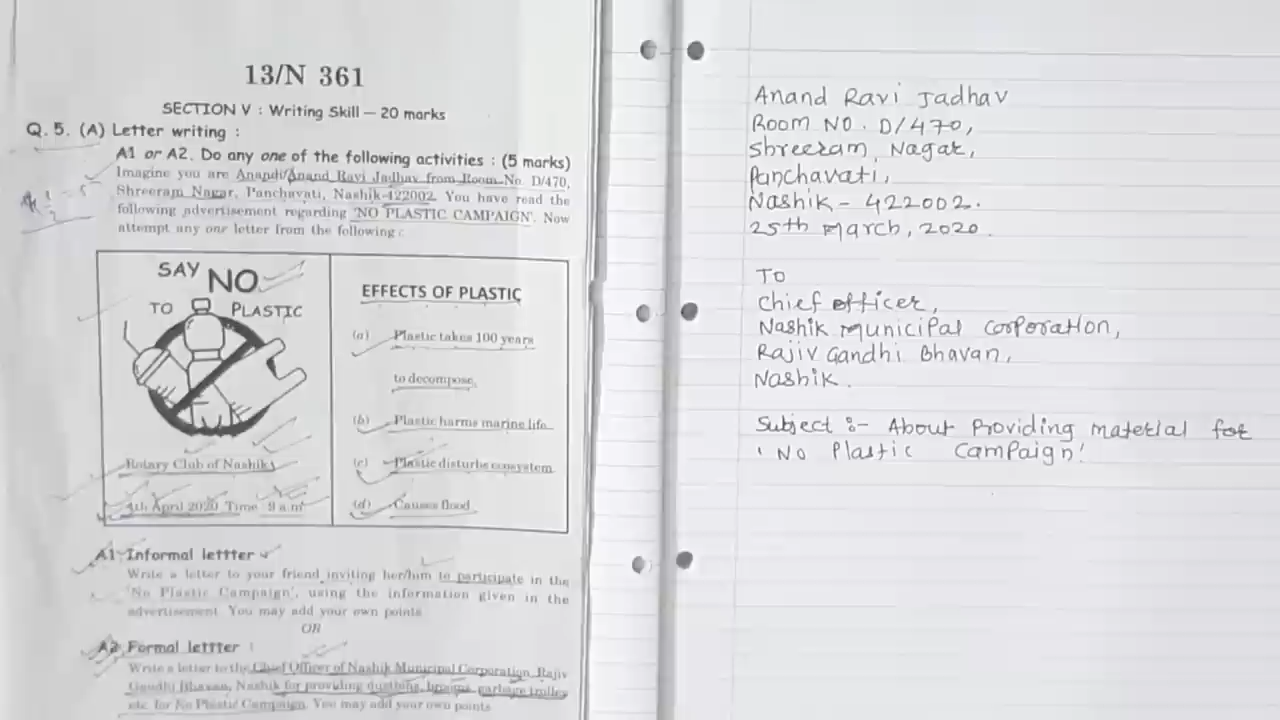 13/N 361
SECTION V : Writing Skill – 20 marks
Q. 5. (A) Letter writing :
A1 or A2. Do any one of the following activities : (5 marks)
Imagine you are Anandi/Anand Ravi Jadhav from Room No. D/470,
Shreeram Nagar, Panchavati, Nashik-422002. You have read the
following advertisement regarding 'NO PLASTIC CAMPAIGN'. Now
attempt any one letter from the following :
SAY NO
TO PLASTIC
Rotary Club of Nashik
4th April 2020 Time 9 a.m
EFFECTS OF PLASTIC
(a) Plastic takes 100 years
to decompose.
(b) Plastic harms marine life.
(c) Plastic disturbs ecosystem
(d) Causes flood
A1 Informal lettter
Write a letter to your friend inviting her/him to participate in the
'No Plastic Campaign', using the information given in the
advertisement. You may add your own points
OR
A2 Formal lettter :
Write a letter to the Chief Officer of Nashik Municipal Corporation, Rajiv
Gandhi Bhavan, Nashik for providing dustbins, brooms, garbage trolley
etc. for No Plastic Campaign. You may add your own points
Anand Ravi Jadhav
Room No. D/470,
Shreeram Nagar,
Panchavati,
Nashik - 422002.
25th March, 2020.
To
Chief officer,
Nashik Municipal Corporation,
Rajiv Gandhi Bhavan,
Nashik.
Subject :- About Providing material for
'No Plastic Campaign'